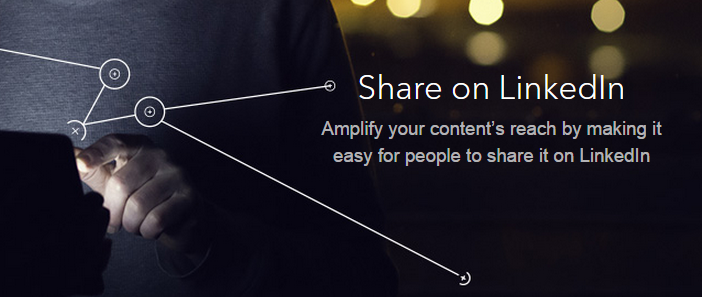 Share on LinkedIn
Amplify your content's reach by making it
easy for people to share it on LinkedIn